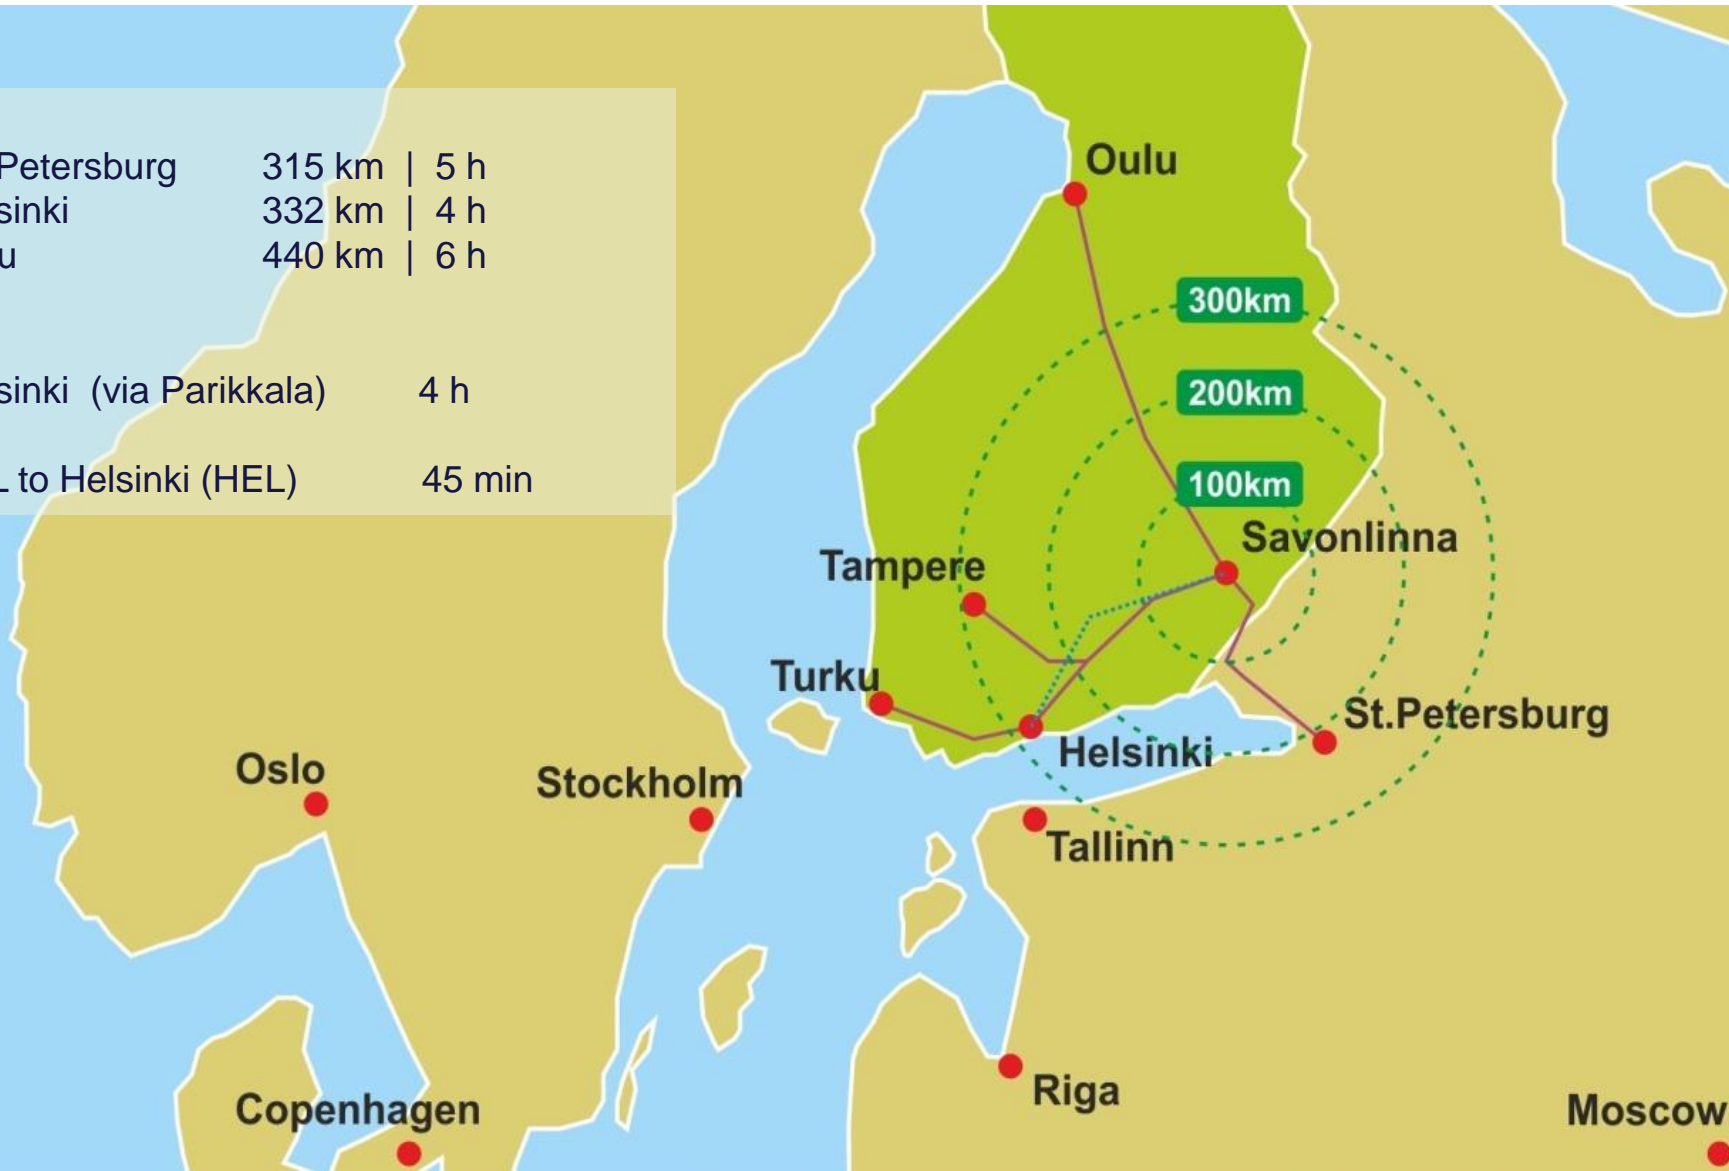 Petersburg 315 km | 5 h
sinki 332 km | 4 h
u 440 km | 6 h
sinki (via Parikkala) 4 h
L to Helsinki (HEL) 45 min
Oulu
300km
200km
100km
Savonlinna
Tampere
Turku
St.Petersburg
Helsinki
Oslo
Stockholm
Tallinn
Riga
Copenhagen
Moscow